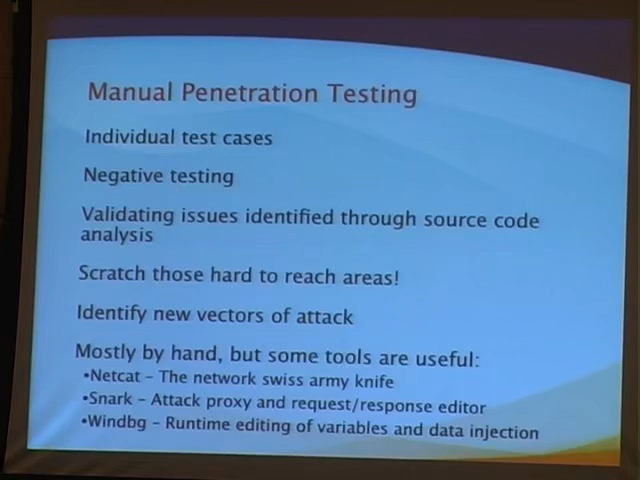 Manual Penetration Testing
Individual test cases
Negative testing
Validating issues identified through source code
analysis
Scratch those hard to reach areas!
Identify new vectors of attack
Mostly by hand, but some tools are useful:
•Netcat – The network swiss army knife
•Snark – Attack proxy and request/response editor
•Windbg – Runtime editing of variables and data injection